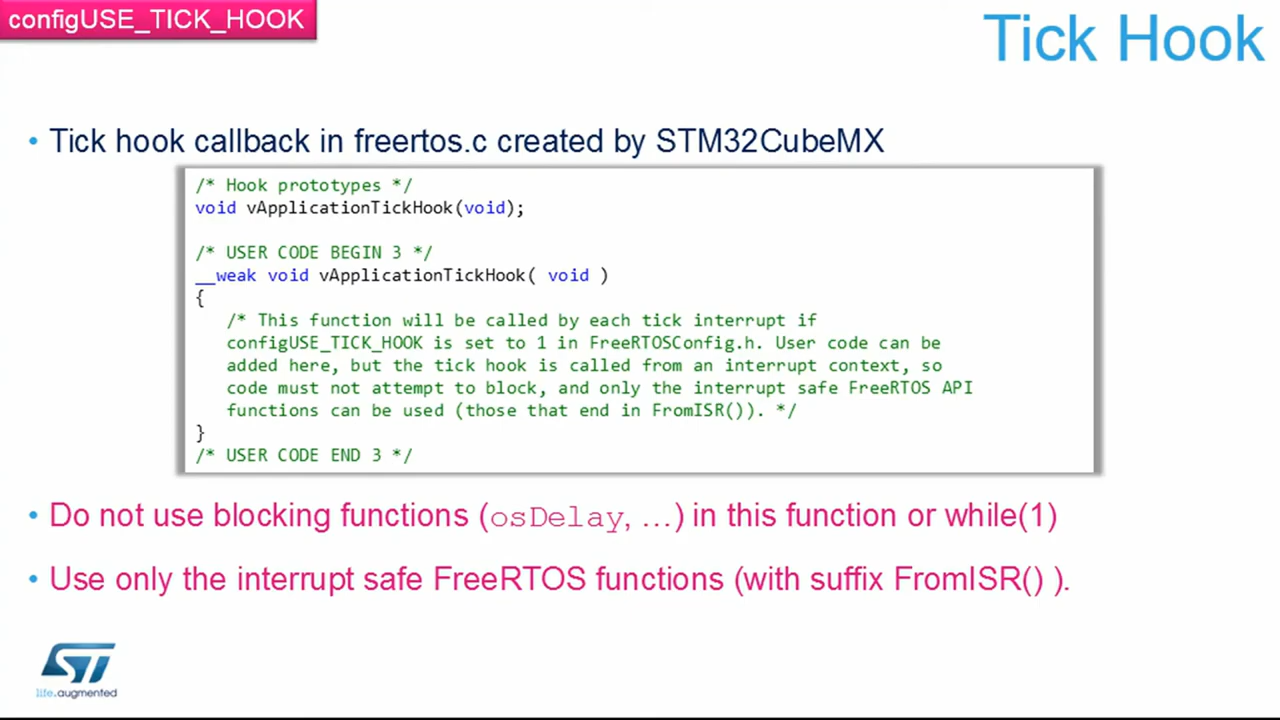 configUSE_TICK_HOOK
Tick Hook
• Tick hook callback in freertos.c created by STM32CubeMX
/* Hook prototypes */
void vApplicationTickHook(void);
/* USER CODE BEGIN 3 */
__weak void vApplicationTickHook( void )
{
/* This function will be called by each tick interrupt if
configUSE_TICK_HOOK is set to 1 in FreeRTOSConfig.h. User code can be
added here, but the tick hook is called from an interrupt context, so
code must not attempt to block, and only the interrupt safe FreeRTOS API
functions can be used (those that end in FromISR()). */
}
/* USER CODE END 3 */
• Do not use blocking functions (osDelay, …) in this function or while(1)
• Use only the interrupt safe FreeRTOS functions (with suffix FromISR() ).
ST
life.augmented